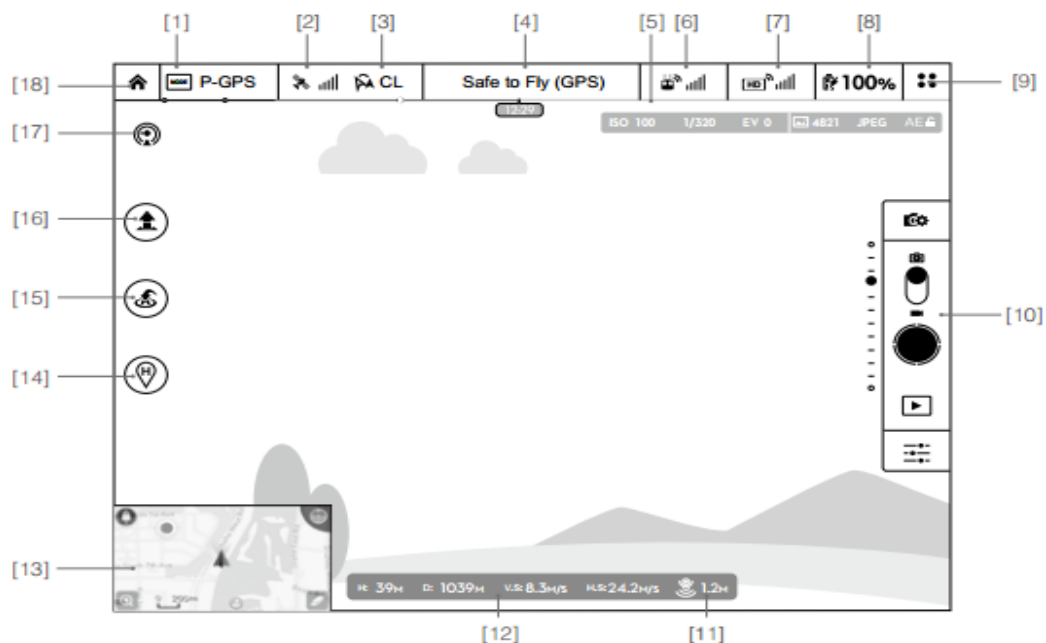 [1] [2] [3] [4] [5] [6] [7] [8]
[18] MODE P-GPS CL Safe to Fly (GPS) HD 100% [9]
12:29
[17] ISO 100 1/320 EV 0 4821 JPEG AE
[16]
[15] [10]
[14] H
[13] H: 39M D: 1039M V.S: 8.3M/S H.S: 24.2M/S 1.2M
[12] [11]